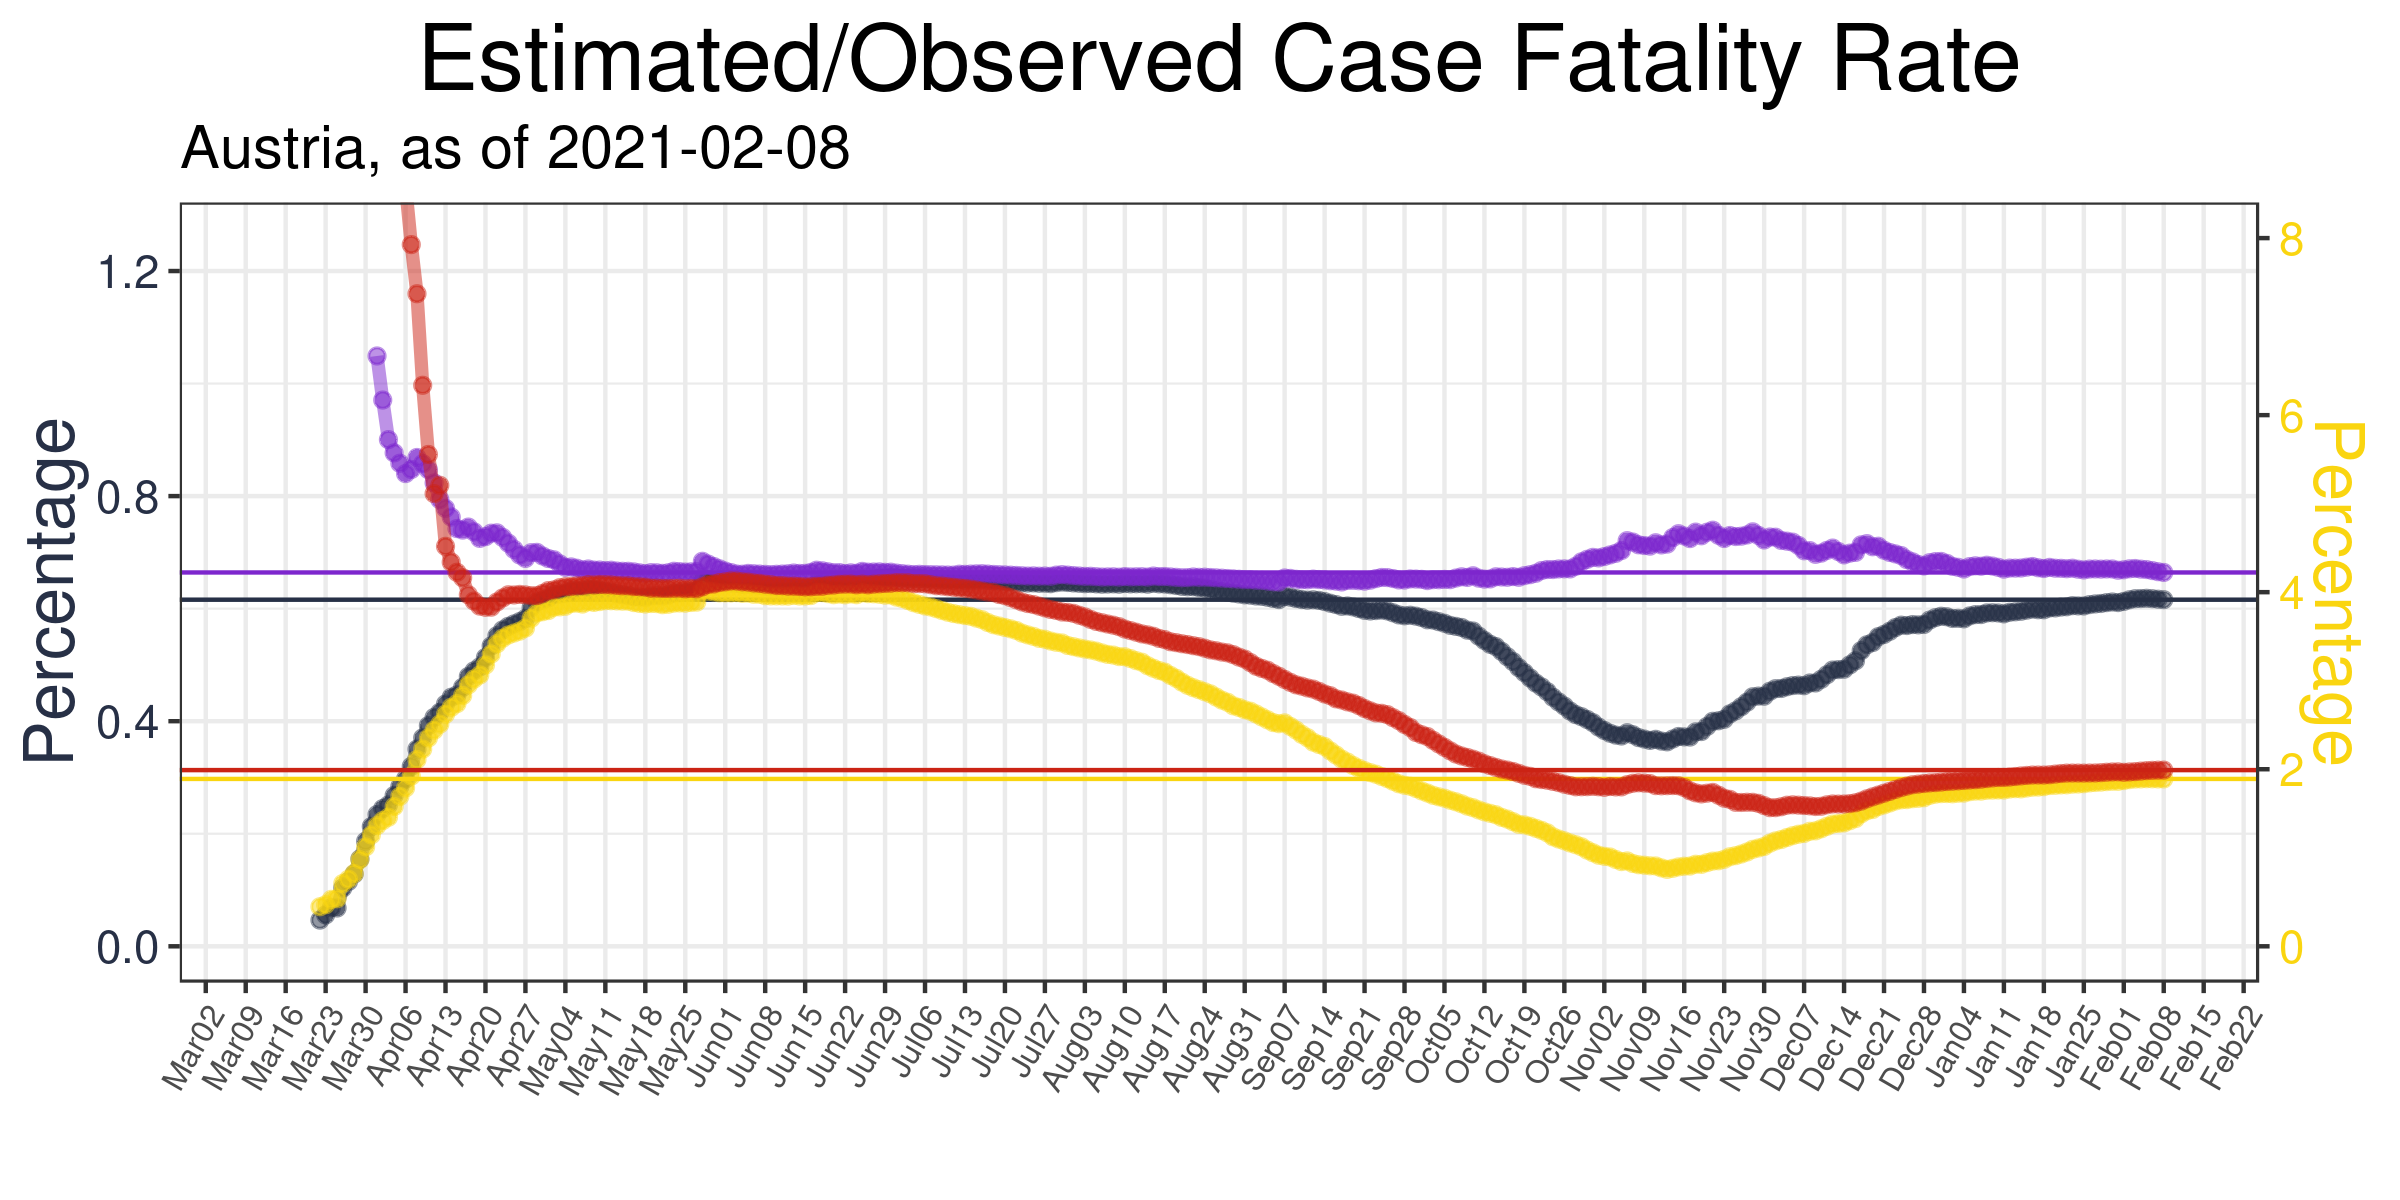 Estimated/Observed Case Fatality Rate
Austria, as of 2021-02-08
Percentage
1.2
0.8
0.4
0.0
8
6
4
2
0
Percentage
Mar02
Mar09
Mar16
Mar23
Mar30
Apr06
Apr13
Apr20
Apr27
May04
May11
May18
May25
Jun01
Jun08
Jun15
Jun22
Jun29
Jul06
Jul13
Jul20
Jul27
Aug03
Aug10
Aug17
Aug24
Aug31
Sep07
Sep14
Sep21
Sep28
Oct05
Oct12
Oct19
Oct26
Nov02
Nov09
Nov16
Nov23
Nov30
Dec07
Dec14
Dec21
Dec28
Jan04
Jan11
Jan18
Jan25
Feb01
Feb08
Feb15
Feb22